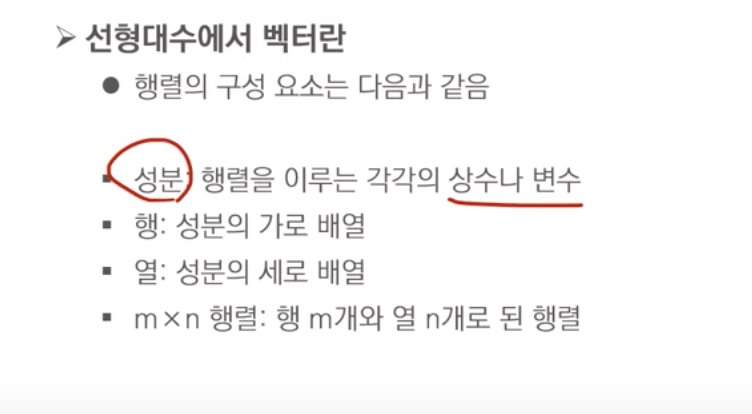 ➢ 선형대수에서 벡터란
● 행렬의 구성 요소는 다음과 같음
▪ 성분: 행렬을 이루는 각각의 상수나 변수
▪ 행: 성분의 가로 배열
▪ 열: 성분의 세로 배열
▪ m×n 행렬: 행 m개와 열 n개로 된 행렬